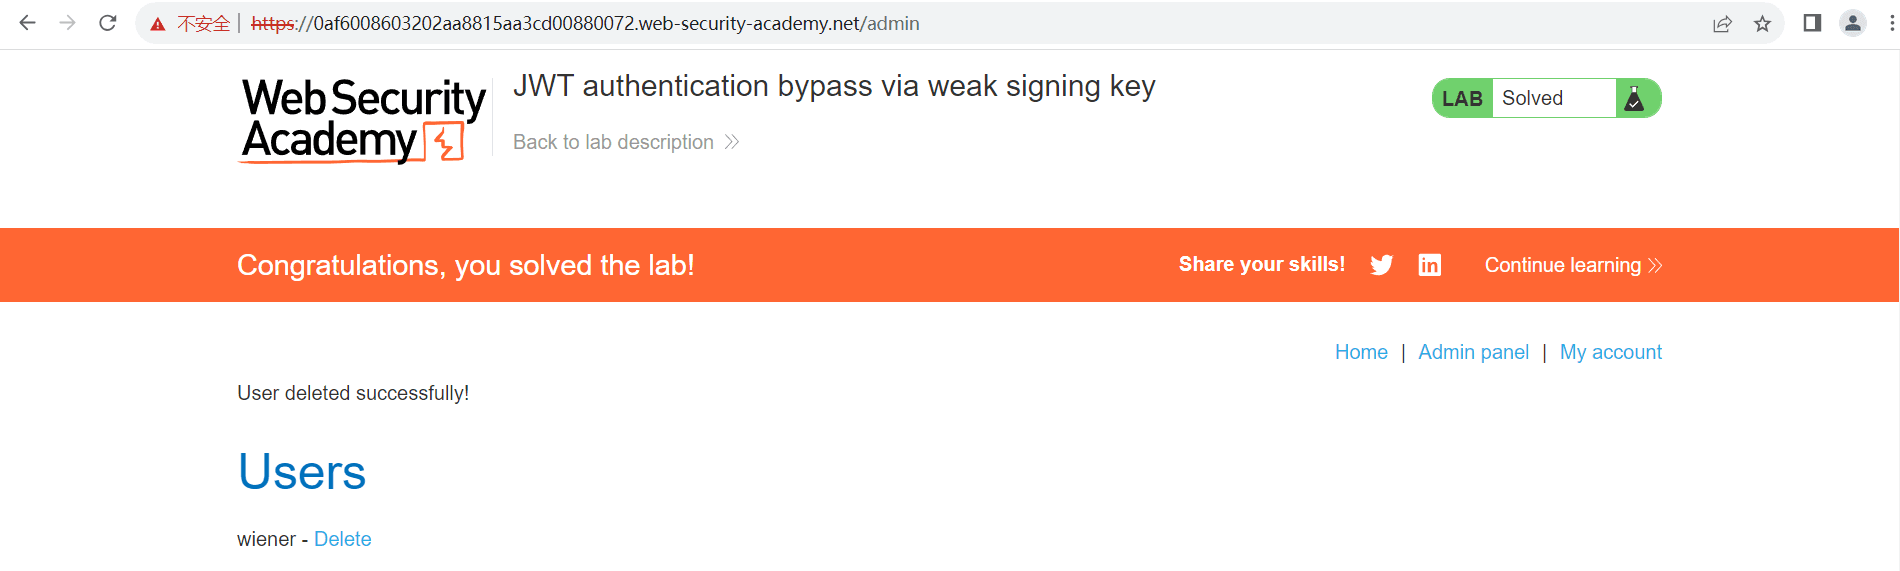 不安全 | https://0af6008603202aa8815aa3cd00880072.web-security-academy.net/admin
WebSecurity
Academy
JWT authentication bypass via weak signing key
Back to lab description
LAB Solved
Congratulations, you solved the lab!
Share your skills!
Continue learning
Home | Admin panel | My account
User deleted successfully!
Users
wiener - Delete